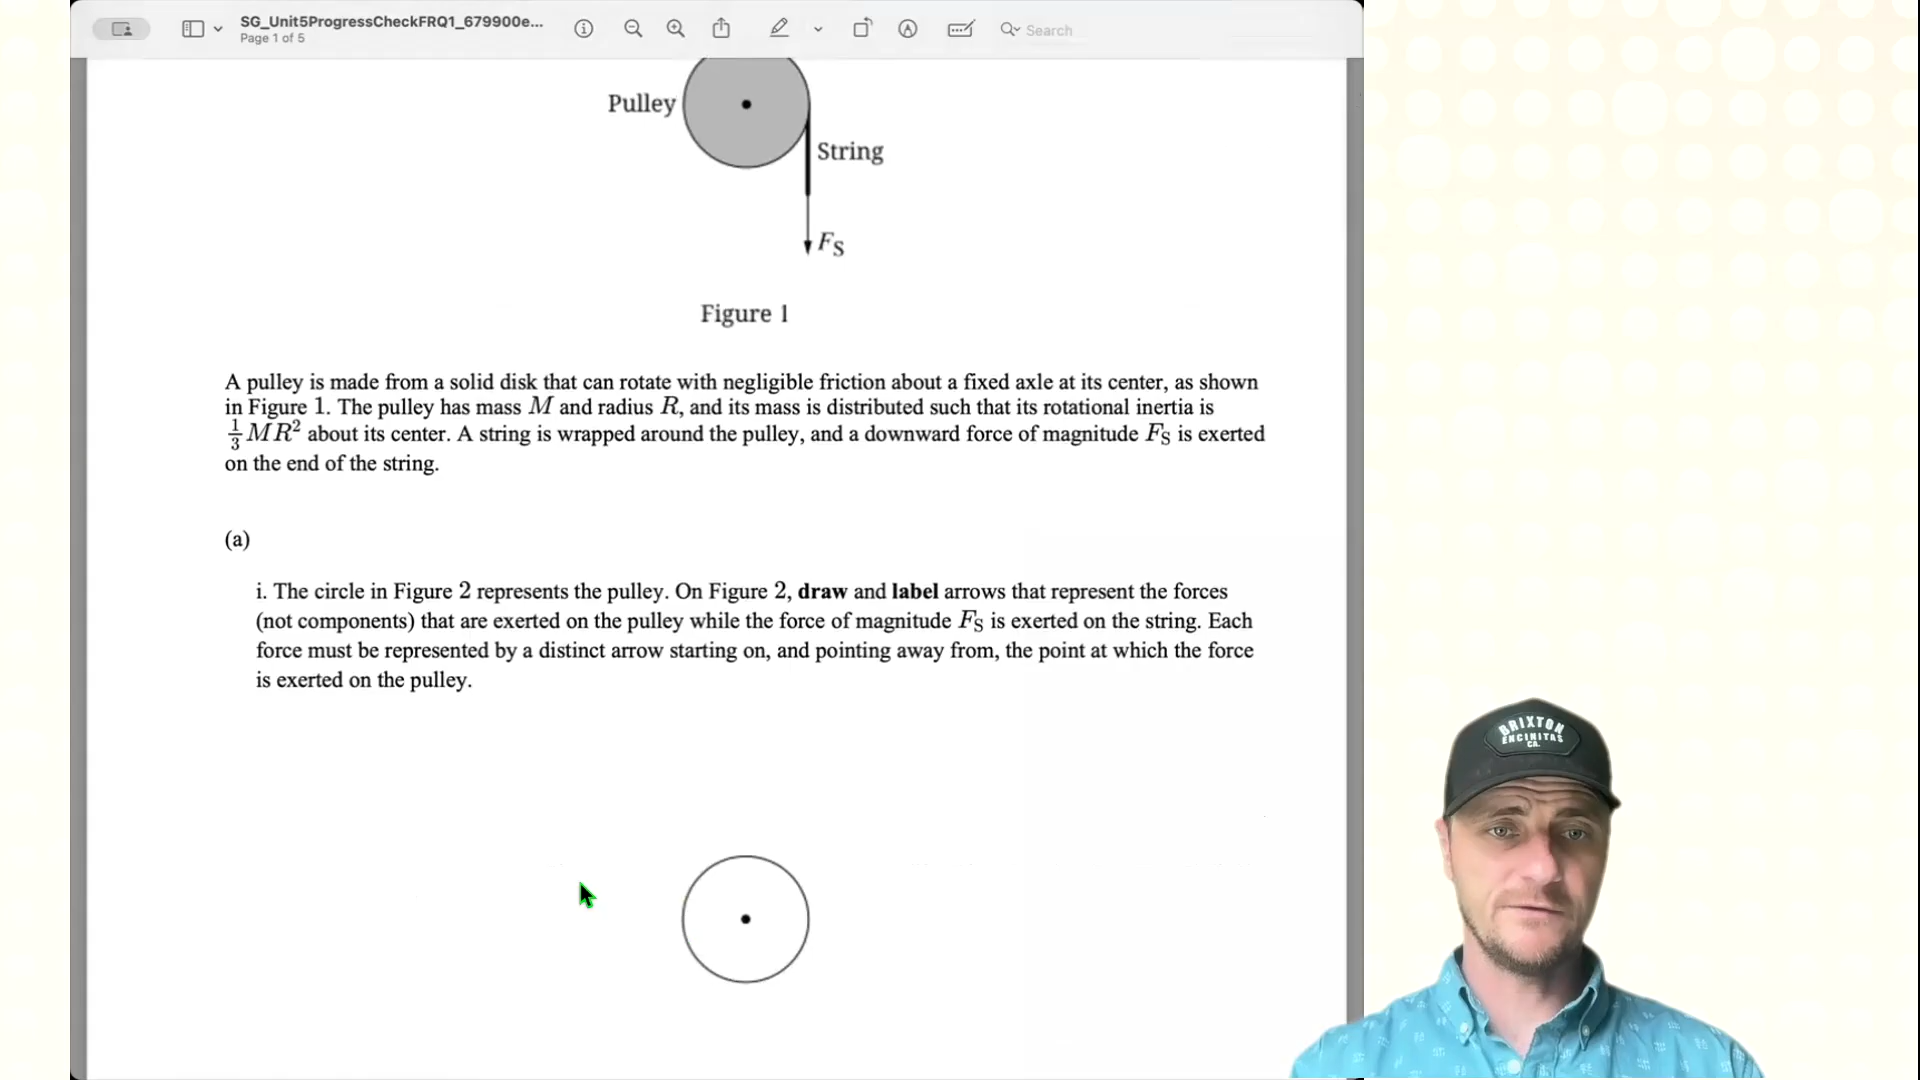 SG_Unit5ProgressCheckFRQ1_679900e...
Page 1 of 5
Search
Pulley
String
F_S
Figure 1
A pulley is made from a solid disk that can rotate with negligible friction about a fixed axle at its center, as shown
in Figure 1. The pulley has mass M and radius R, and its mass is distributed such that its rotational inertia is
1/3 MR² about its center. A string is wrapped around the pulley, and a downward force of magnitude F_S is exerted
on the end of the string.
(a)
i. The circle in Figure 2 represents the pulley. On Figure 2, draw and label arrows that represent the forces
(not components) that are exerted on the pulley while the force of magnitude F_S is exerted on the string. Each
force must be represented by a distinct arrow starting on, and pointing away from, the point at which the force
is exerted on the pulley.
BRIXTON
ENCINITAS
CA.